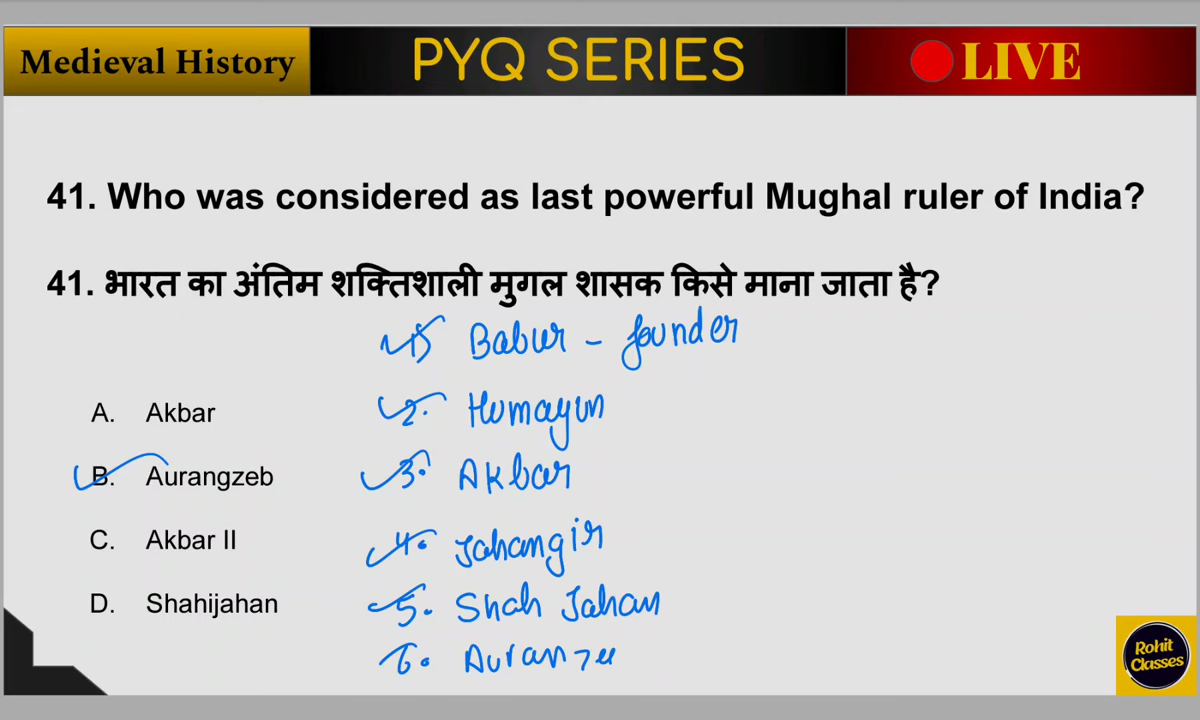 Medieval History PYQ SERIES LIVE
41. Who was considered as last powerful Mughal ruler of India?
41. भारत का अंतिम शक्तिशाली मुगल शासक किसे माना जाता है?
1) Babur - founder
A. Akbar
2. Humayun
B. Aurangzeb
3. Akbar
C. Akbar II
4. Jahangir
D. Shahijahan
5. Shah Jahan
6.
Rohit
Classes